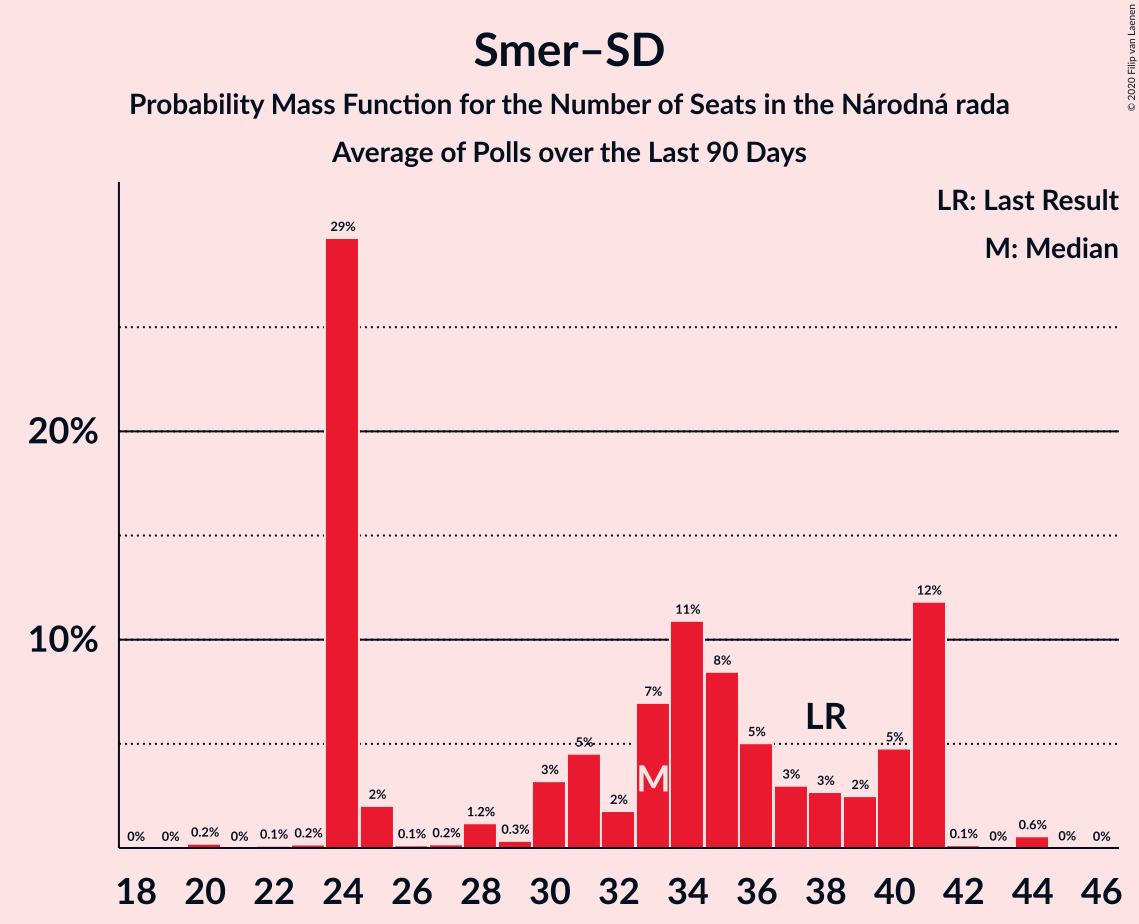 Smer–SD
Probability Mass Function for the Number of Seats in the Národná rada
Average of Polls over the Last 90 Days
© 2020 Filip van Laenen
LR: Last Result
M: Median
20%
10%
0% 0% 0.2% 0% 0.1% 0.2% 29% 2% 0.1% 0.2% 1.2% 0.3% 3% 5% 2% 7% 11% 8% 5% 3% 3% 2% 5% 12% 0.1% 0% 0.6% 0% 0%
LR
M
18 20 22 24 26 28 30 32 34 36 38 40 42 44 46